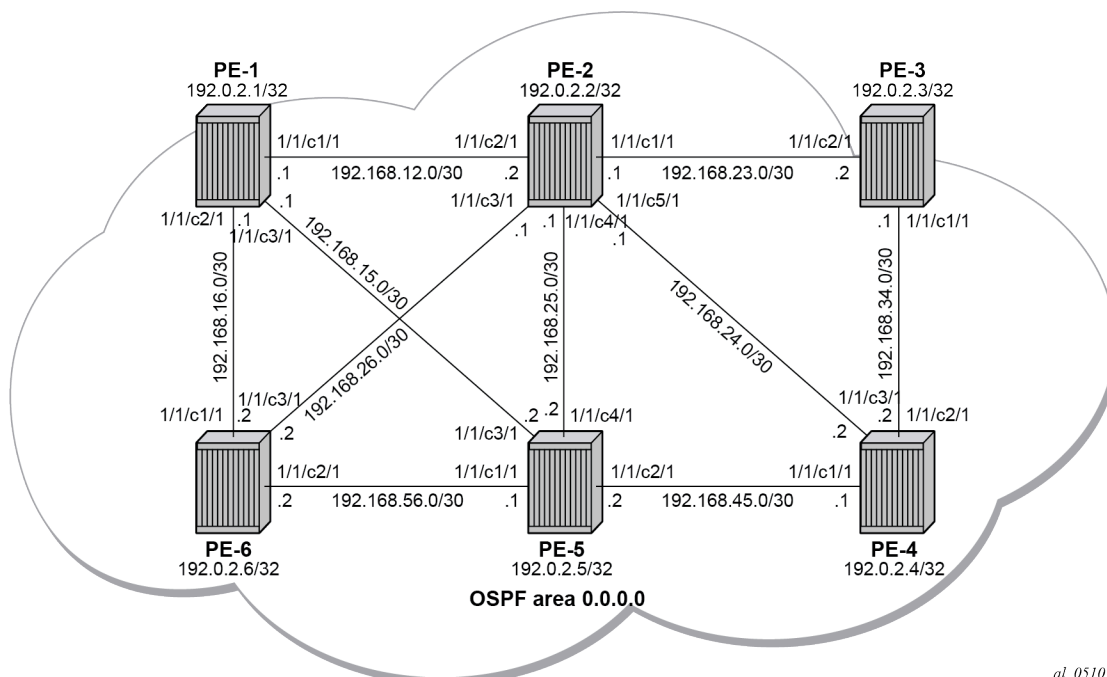 PE-1
192.0.2.1/32
PE-2
192.0.2.2/32
PE-3
192.0.2.3/32
1/1/c1/1
1/1/c2/1
1/1/c1/1
1/1/c2/1
.1
192.168.12.0/30
.2
.1
192.168.23.0/30
.2
.1
1/1/c3/1
1/1/c5/1
1/1/c2/1
.1
1/1/c3/1
.1
.1
1/1/c4/1
.1
.1
1/1/c1/1
192.168.16.0/30
192.168.15.0/30
192.168.26.0/30
192.168.25.0/30
192.168.24.0/30
192.168.34.0/30
1/1/c3/1
1/1/c1/1
.2
.2
1/1/c3/1
.2
.2
1/1/c4/1
1/1/c3/1
.2
.2
1/1/c2/1
1/1/c2/1
.2
192.168.56.0/30
1/1/c1/1
.1
1/1/c2/1
.2
192.168.45.0/30
1/1/c1/1
.1
PE-6
192.0.2.6/32
PE-5
192.0.2.5/32
PE-4
192.0.2.4/32
OSPF area 0.0.0.0
al_0510